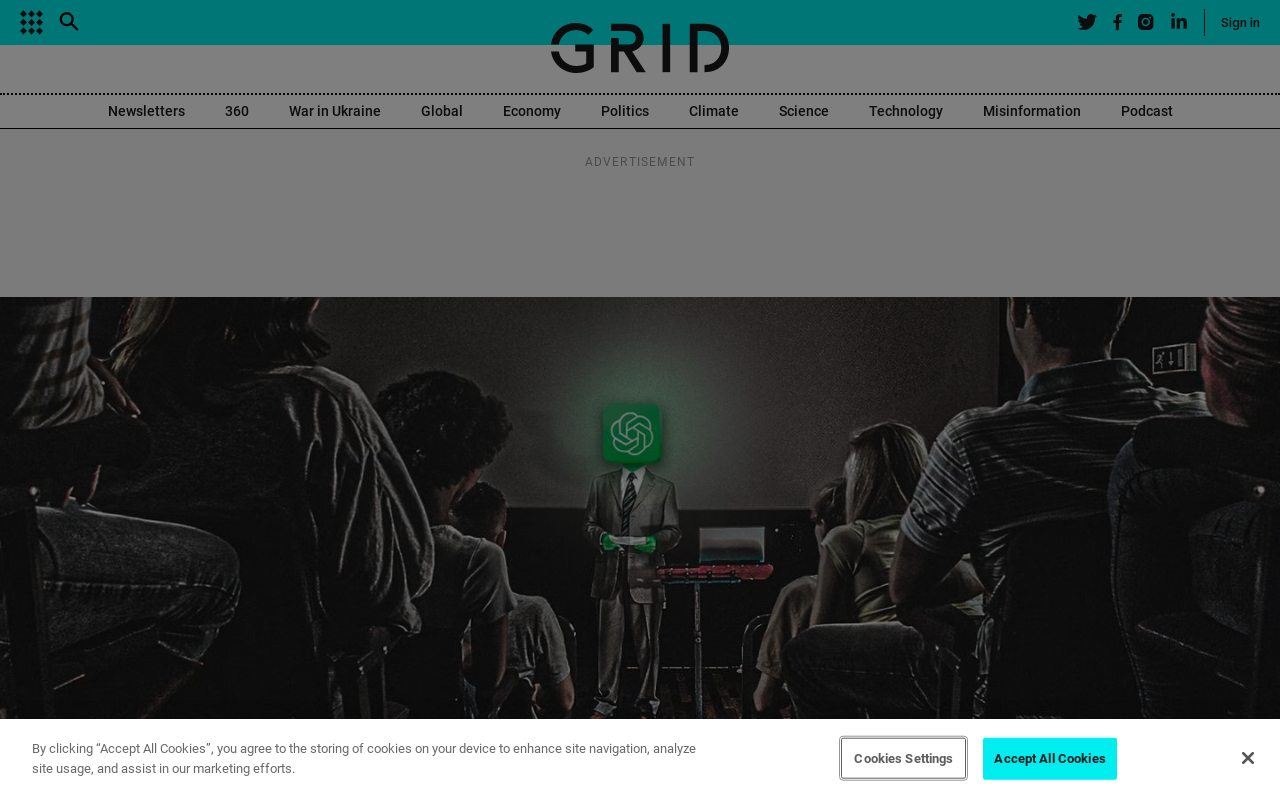 Sign in
GRID
Newsletters 360 War in Ukraine Global Economy Politics Climate Science Technology Misinformation Podcast
ADVERTISEMENT
By clicking “Accept All Cookies”, you agree to the storing of cookies on your device to enhance site navigation, analyze
site usage, and assist in our marketing efforts.
Cookies Settings
Accept All Cookies